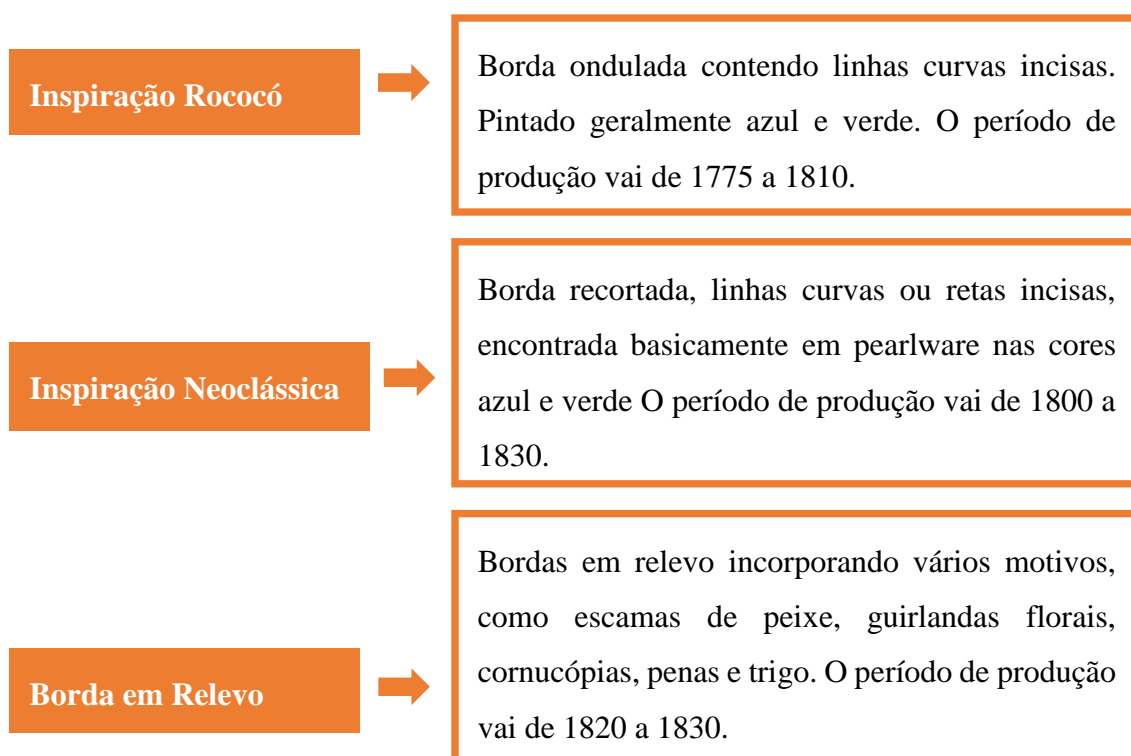 Inspiração Rococó
Borda ondulada contendo linhas curvas incisas.
Pintado geralmente azul e verde. O período de
produção vai de 1775 a 1810.
Inspiração Neoclássica
Borda recortada, linhas curvas ou retas incisas,
encontrada basicamente em pearlware nas cores
azul e verde O período de produção vai de 1800 a
1830.
Borda em Relevo
Bordas em relevo incorporando vários motivos,
como escamas de peixe, guirlandas florais,
cornucópias, penas e trigo. O período de produção
vai de 1820 a 1830.